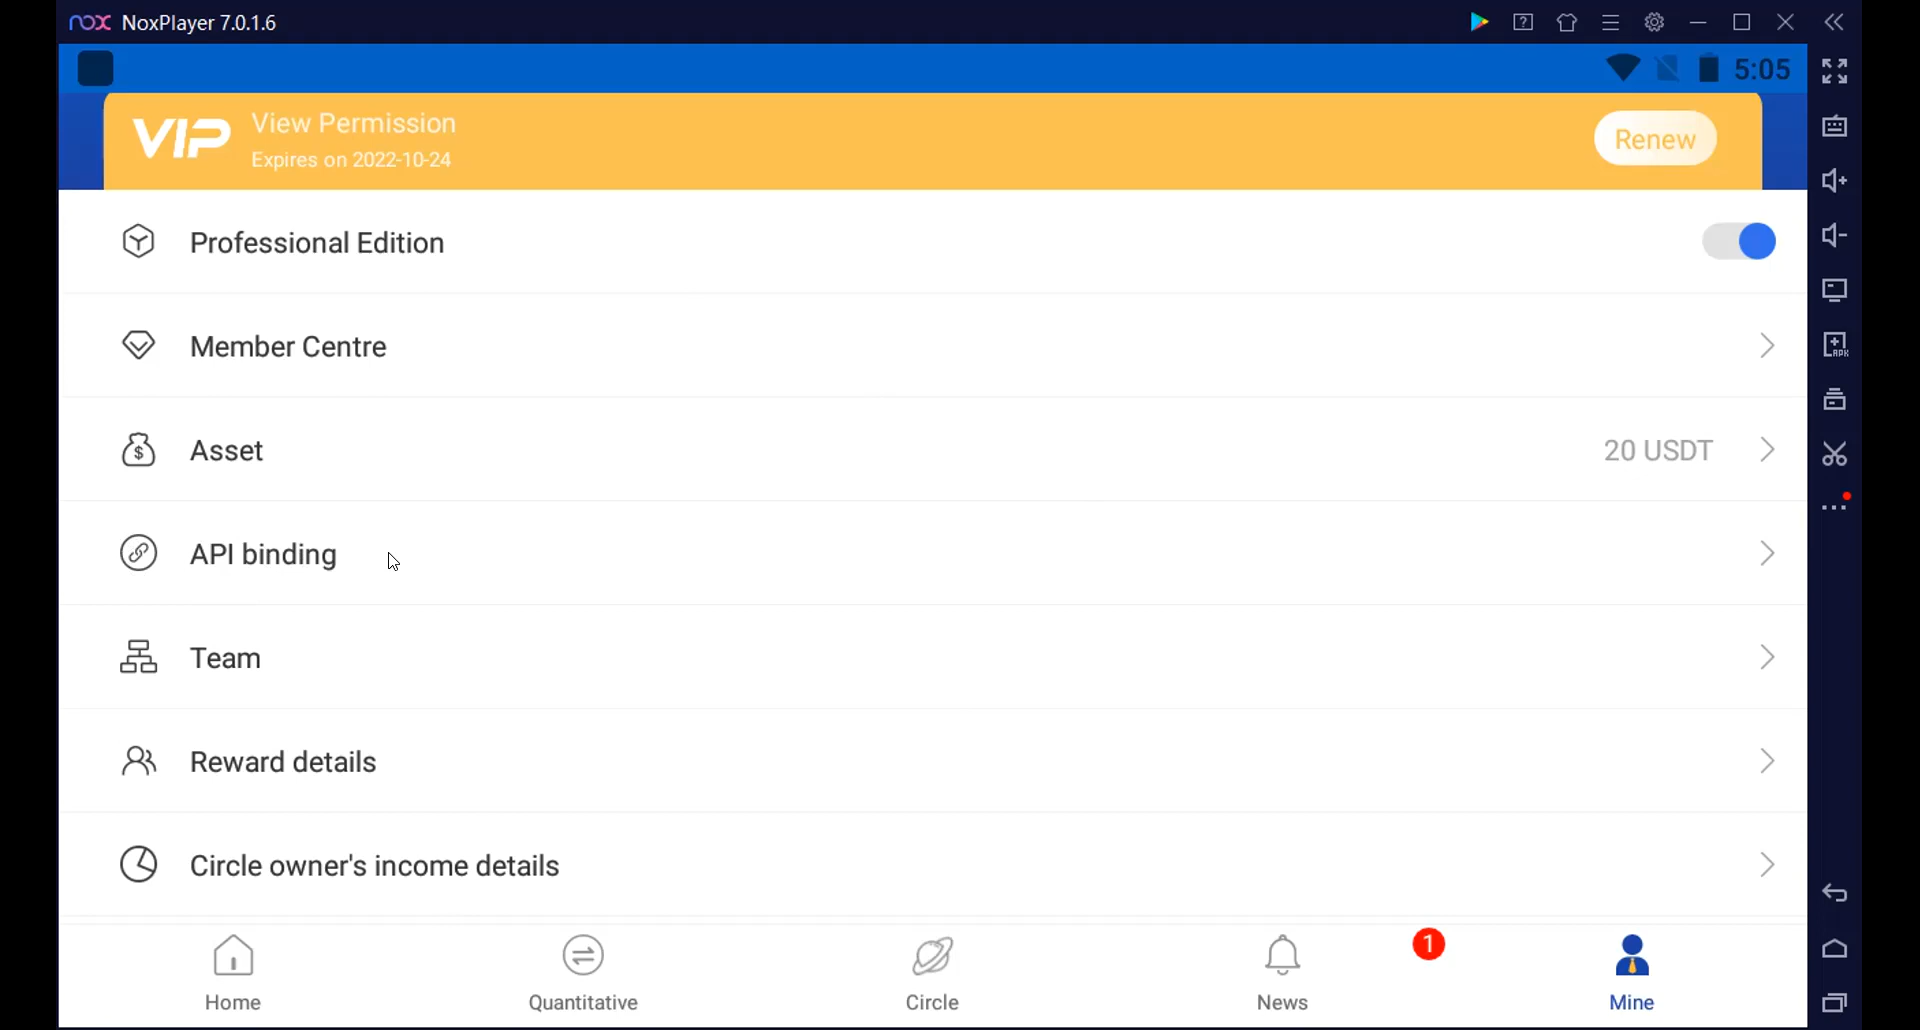 nox NoxPlayer 7.0.1.6
5:05
VIP
View Permission
Expires on 2022-10-24
Renew
Professional Edition
Member Centre
Asset
20 USDT
API binding
Team
Reward details
Circle owner's income details
1
Home
Quantitative
Circle
News
Mine